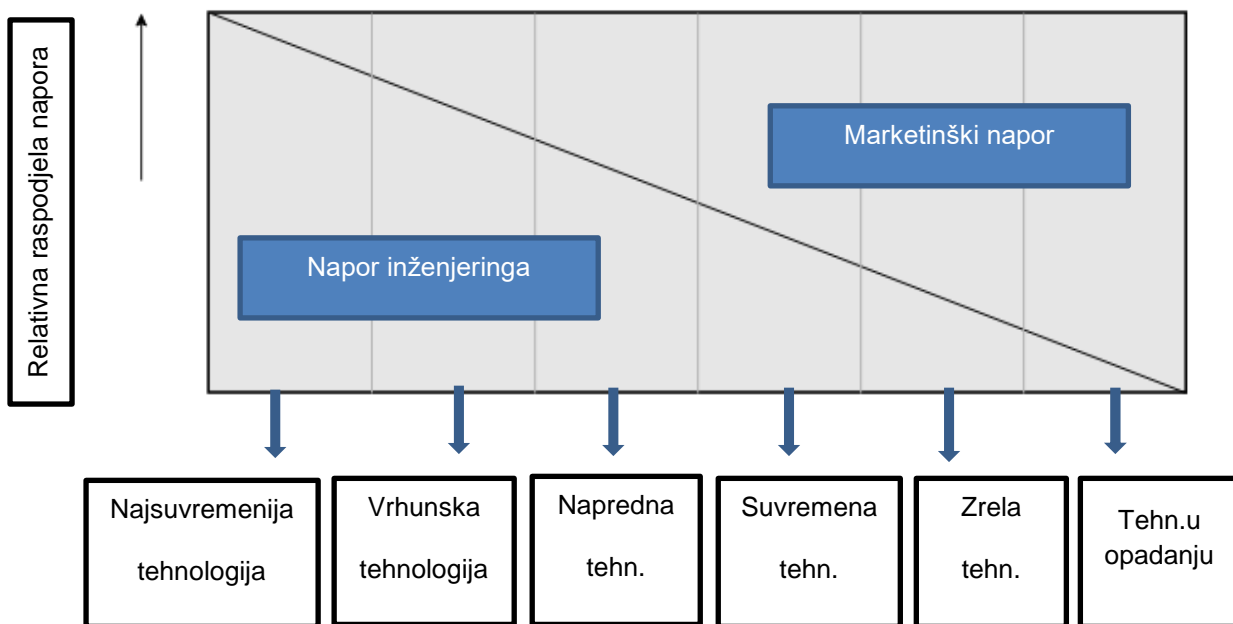 Relativna raspodjela napora
Marketinški napor
Napor inženjeringa
Najsuvremenija
tehnologija
Vrhunska
tehnologija
Napredna
tehn.
Suvremena
tehn.
Zrela
tehn.
Tehn.u
opadanju